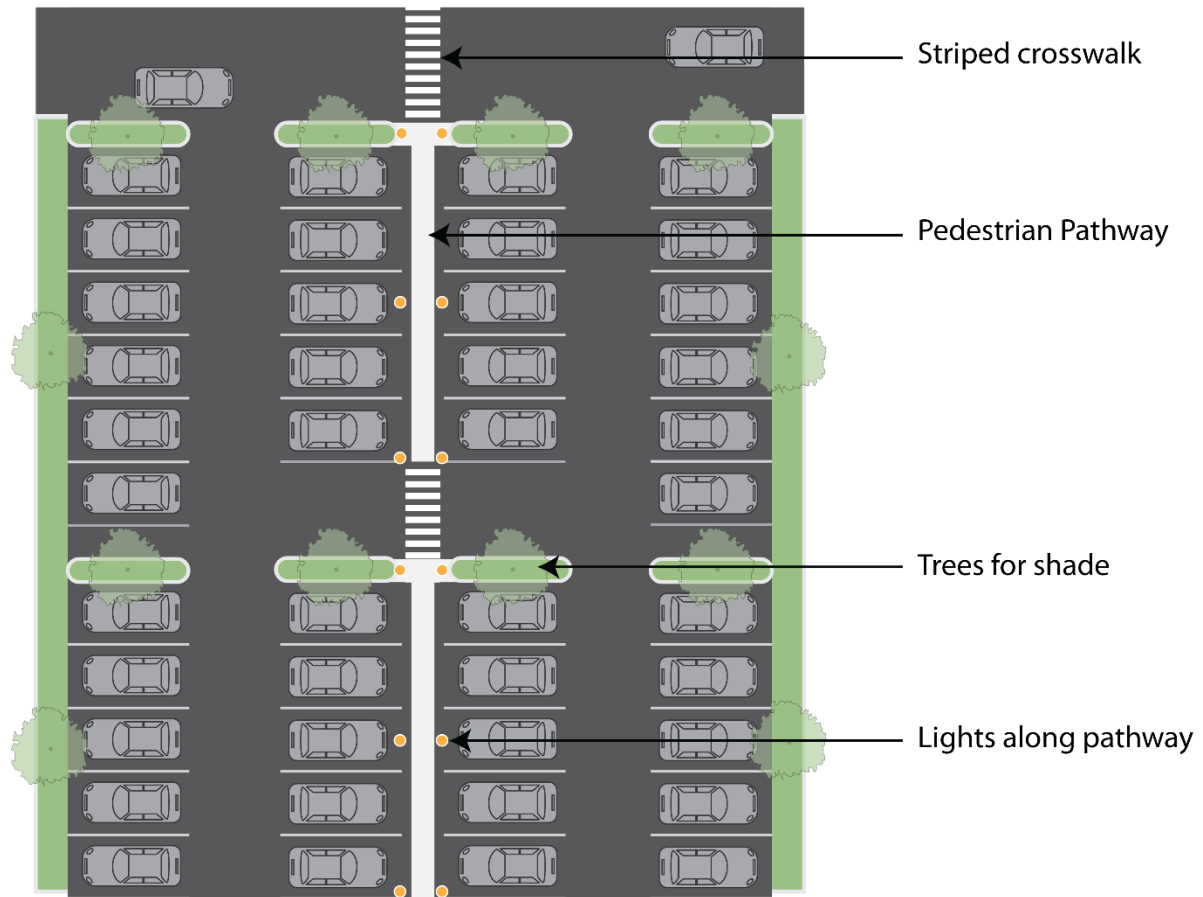 Striped crosswalk
Pedestrian Pathway
Trees for shade
Lights along pathway